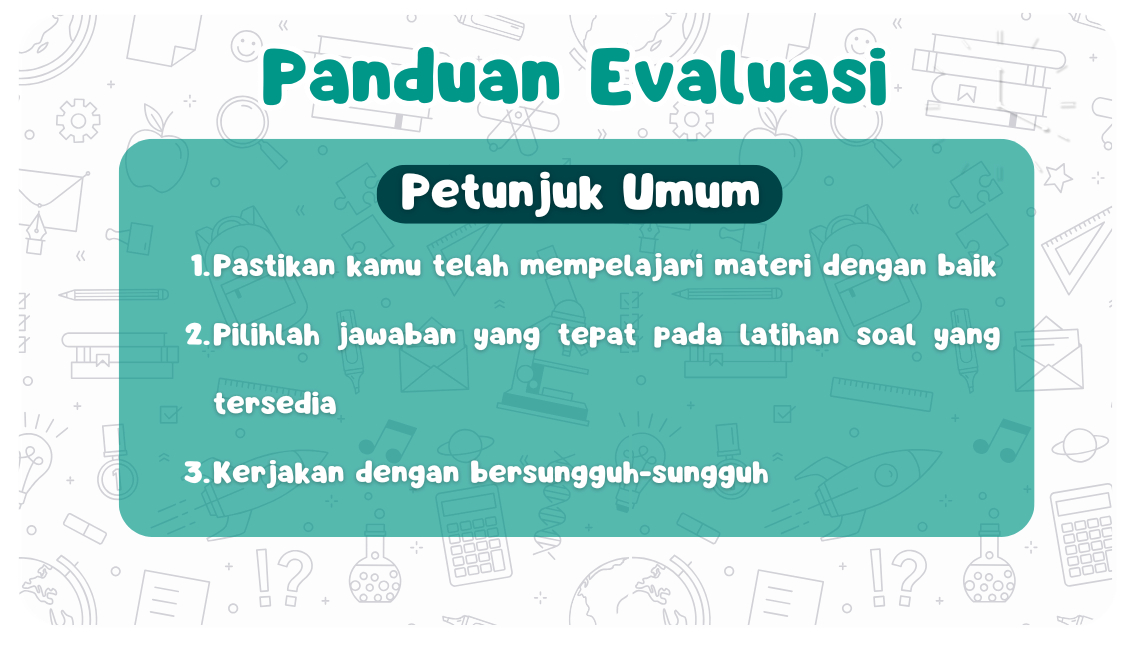 Panduan Evaluasi
Petunjuk Umum
1.Pastikan kamu telah mempelajari materi dengan baik
2.Pilihlah jawaban yang tepat pada latihan soal yang
tersedia
3.Kerjakan dengan bersungguh-sungguh